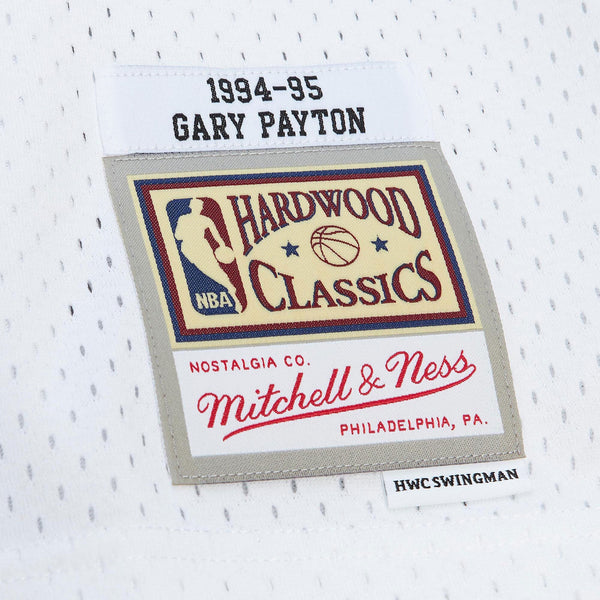 1994-95
GARY PAYTON
HARDWOOD
CLASSICS
NBA
NOSTALGIA CO.
Mitchell & Ness
PHILADELPHIA, PA.
HWC SWINGMAN